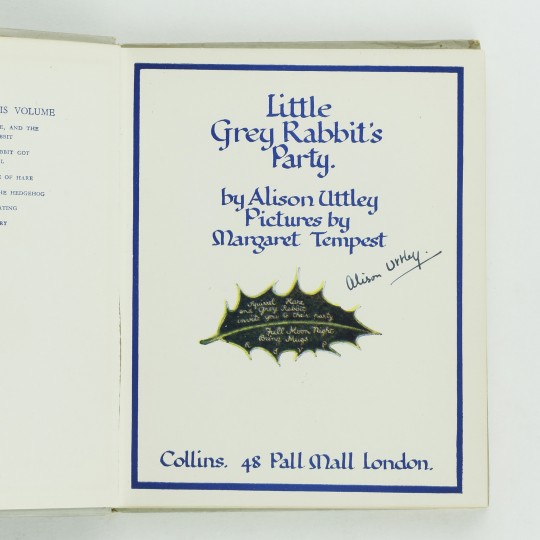 IS VOLUME
E, AND THE
BBIT
BBIT GOT
L
E OF HARE
HE HEDGEHOG
ATING
RY
Little
Grey Rabbit's
Party.
by Alison Uttley
Pictures by
Margaret Tempest
Alison Uttley.
Squirrel Hare
and Grey Rabbit
invite you to their party
Full Moon Night
Bring Mugs
R S V P
Collins. 48 Pall Mall London.